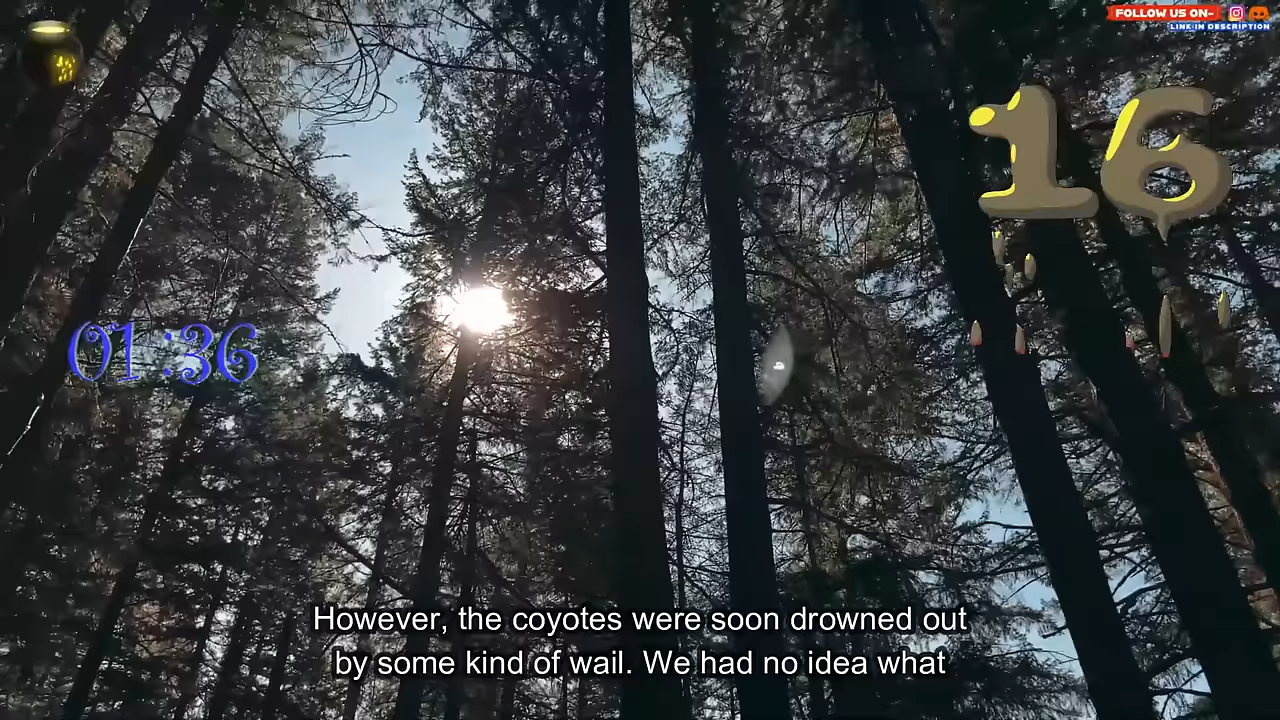 FOLLOW US ON-
LINK IN DESCRIPTION
16
01:36
However, the coyotes were soon drowned out
by some kind of wail. We had no idea what